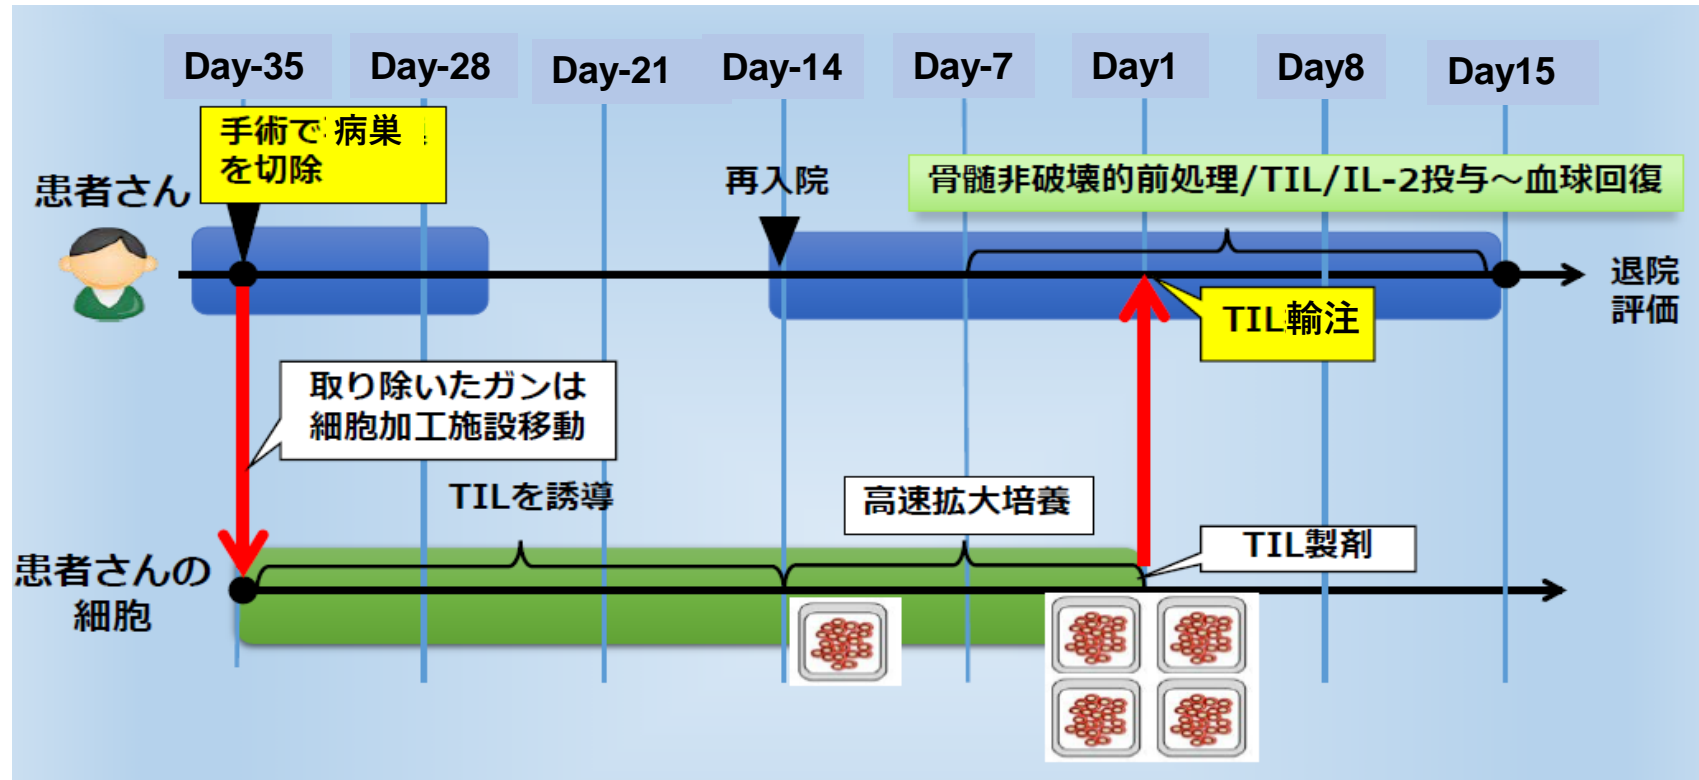 Day-35
Day-28
Day-21
Day-14
Day-7
Day1
Day8
Day15
手術で 病巣
を切除
患者さん
再入院
骨髄非破壊的前処理/TIL/IL-2投与～血球回復
退院
評価
TIL輸注
取り除いたガンは
細胞加工施設移動
TILを誘導
高速拡大培養
TIL製剤
患者さんの
細胞